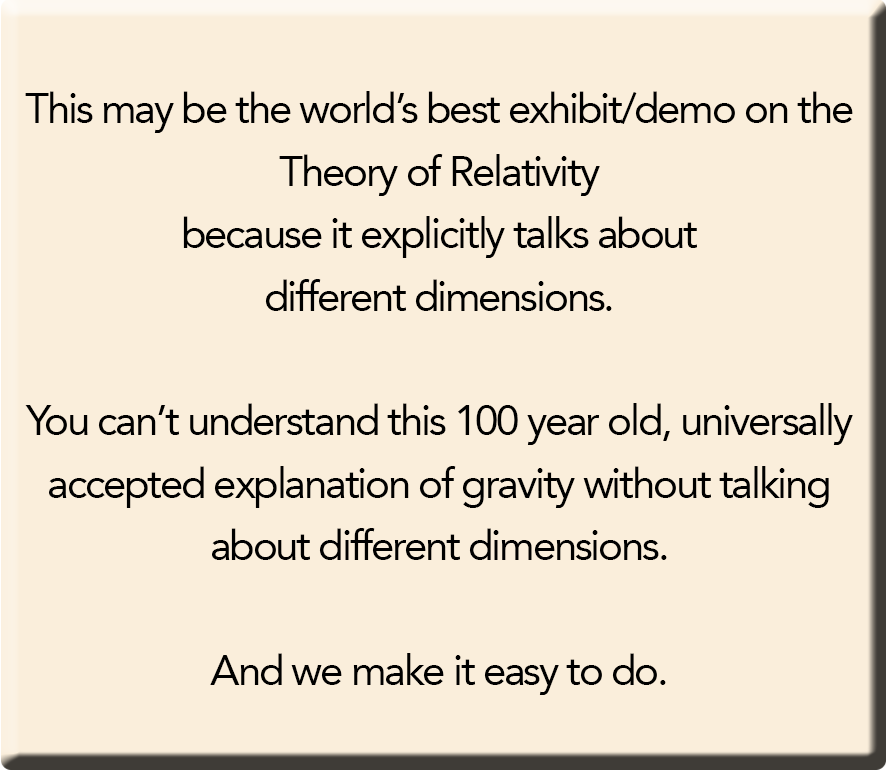 This may be the world’s best exhibit/demo on the
Theory of Relativity
because it explicitly talks about
different dimensions.
You can’t understand this 100 year old, universally
accepted explanation of gravity without talking
about different dimensions.
And we make it easy to do.